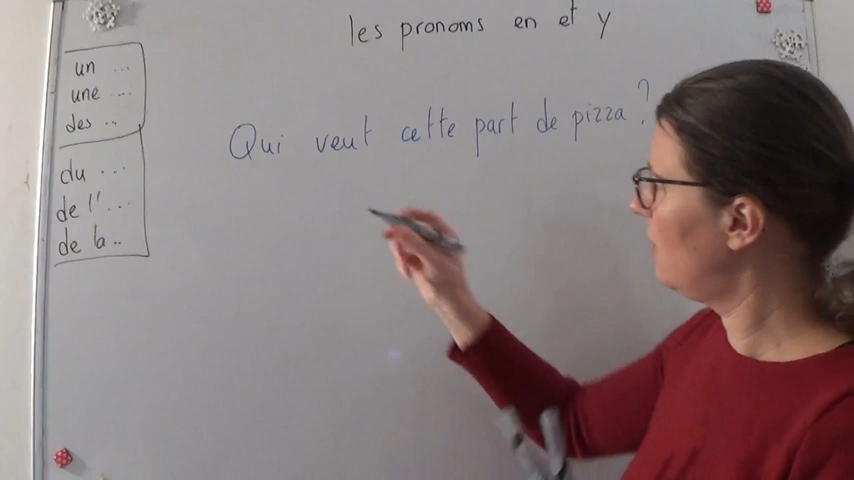 les pronoms en et y
un ...
une ...
des ..
du ...
de l' ...
de la ..
Qui veut cette part de pizza ?